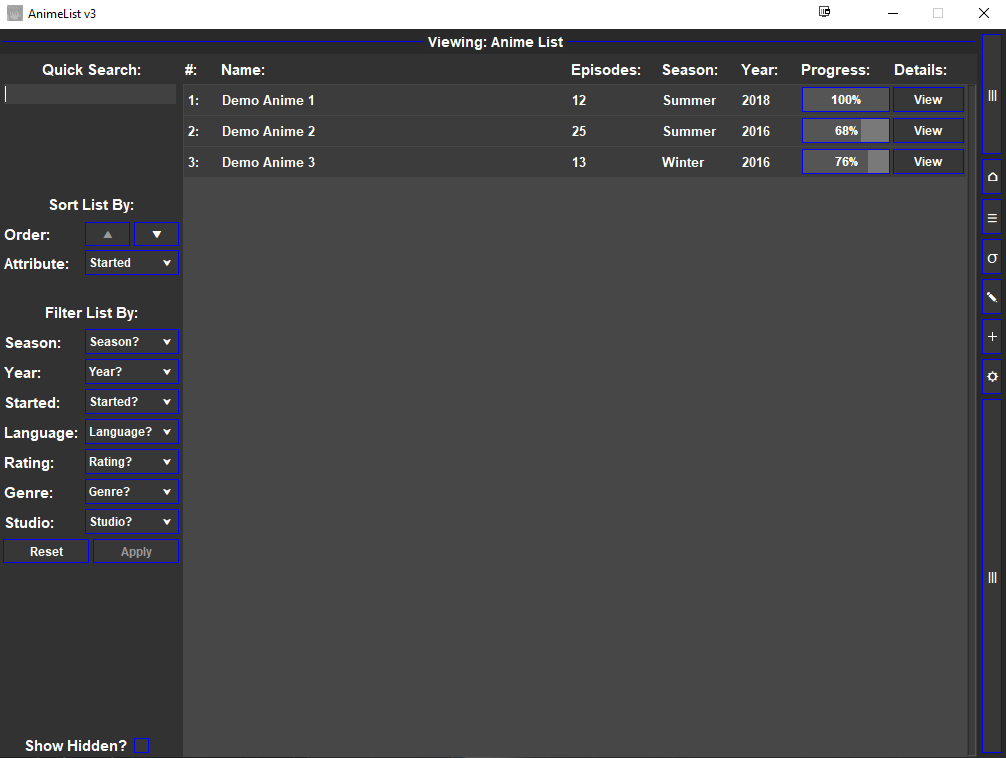 AnimeList v3
Viewing: Anime List
Quick Search:
#: Name: Episodes: Season: Year: Progress: Details:
1: Demo Anime 1 12 Summer 2018 100% View
2: Demo Anime 2 25 Summer 2016 68% View
3: Demo Anime 3 13 Winter 2016 76% View
Sort List By:
Order: ▲ ▼
Attribute: Started
Filter List By:
Season: Season?
Year: Year?
Started: Started?
Language: Language?
Rating: Rating?
Genre: Genre?
Studio: Studio?
Reset Apply
Show Hidden?